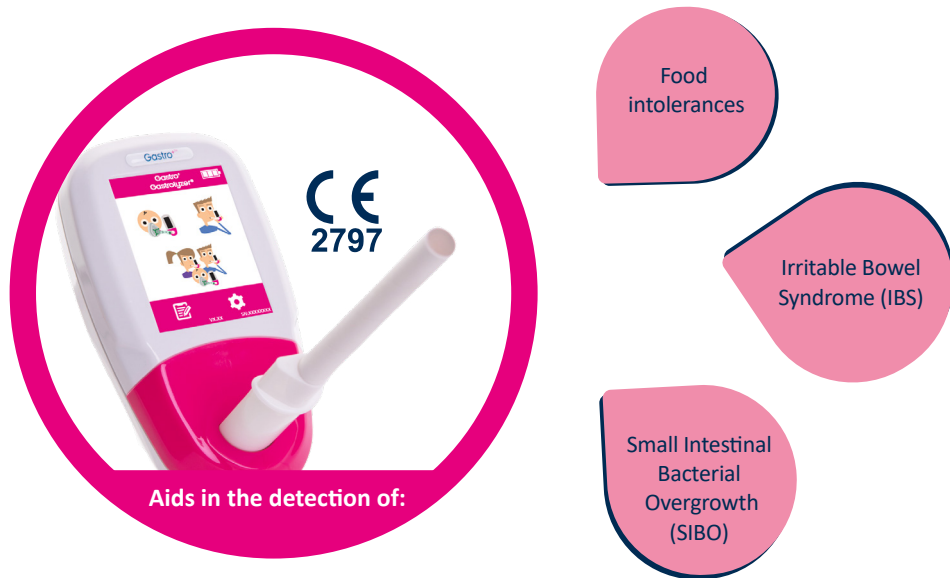 Gastro+
Gastro+
Gastrolyzer®
CE
2797
Aids in the detection of:
Food
intolerances
Irritable Bowel
Syndrome (IBS)
Small Intestinal
Bacterial
Overgrowth
(SIBO)